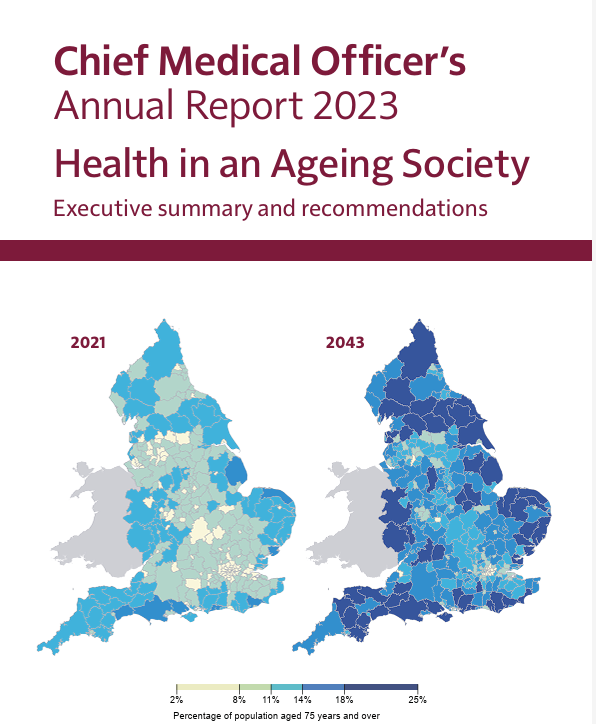 Chief Medical Officer’s
Annual Report 2023
Health in an Ageing Society
Executive summary and recommendations
2021
2043
2% 8% 11% 14% 18% 25%
Percentage of population aged 75 years and over